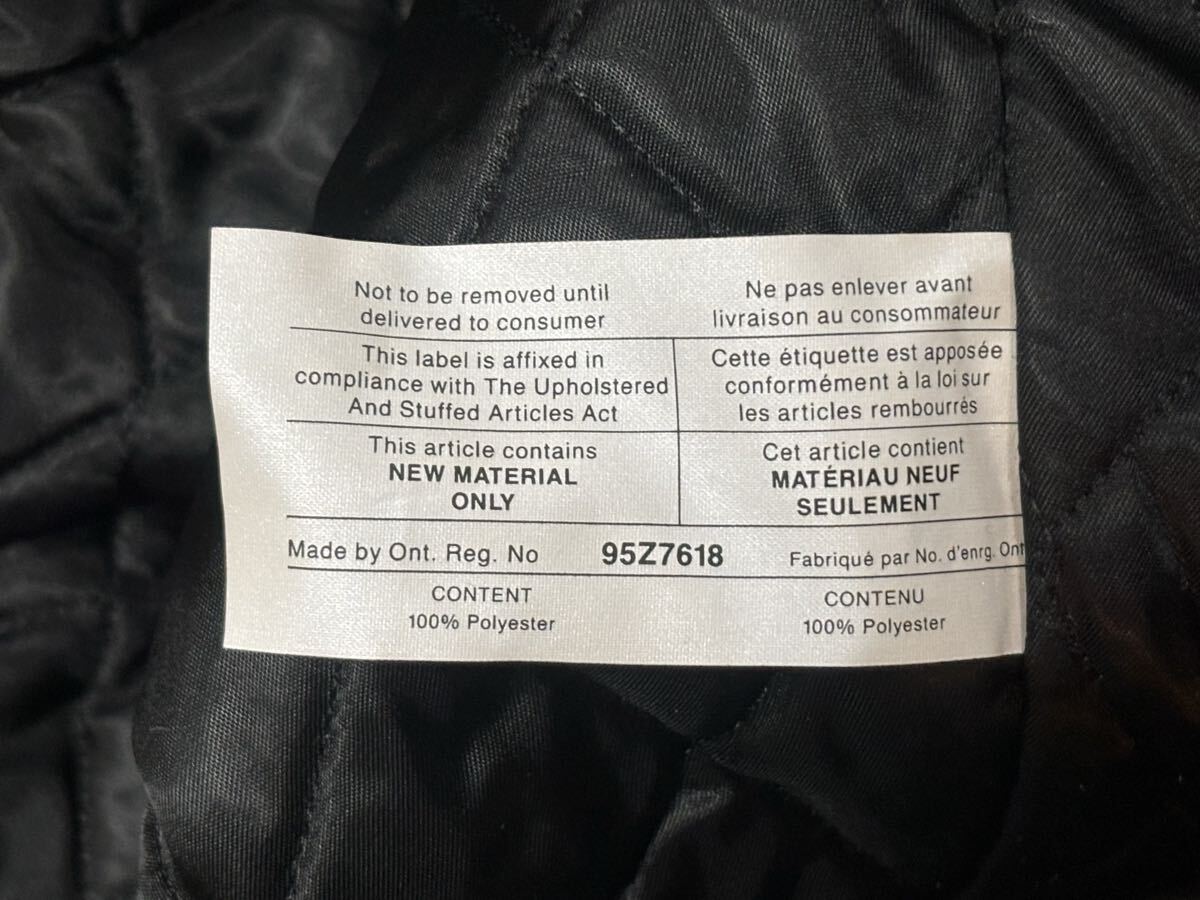 Not to be removed until
delivered to consumer
Ne pas enlever avant
livraison au consommateur
This label is affixed in
compliance with The Upholstered
And Stuffed Articles Act
Cette étiquette est apposée
conformément à la loi sur
les articles rembourrés
This article contains
NEW MATERIAL
ONLY
Cet article contient
MATÉRIAU NEUF
SEULEMENT
Made by Ont. Reg. No 95Z7618 Fabriqué par No. d'enrg. Ont
CONTENT
100% Polyester
CONTENU
100% Polyester